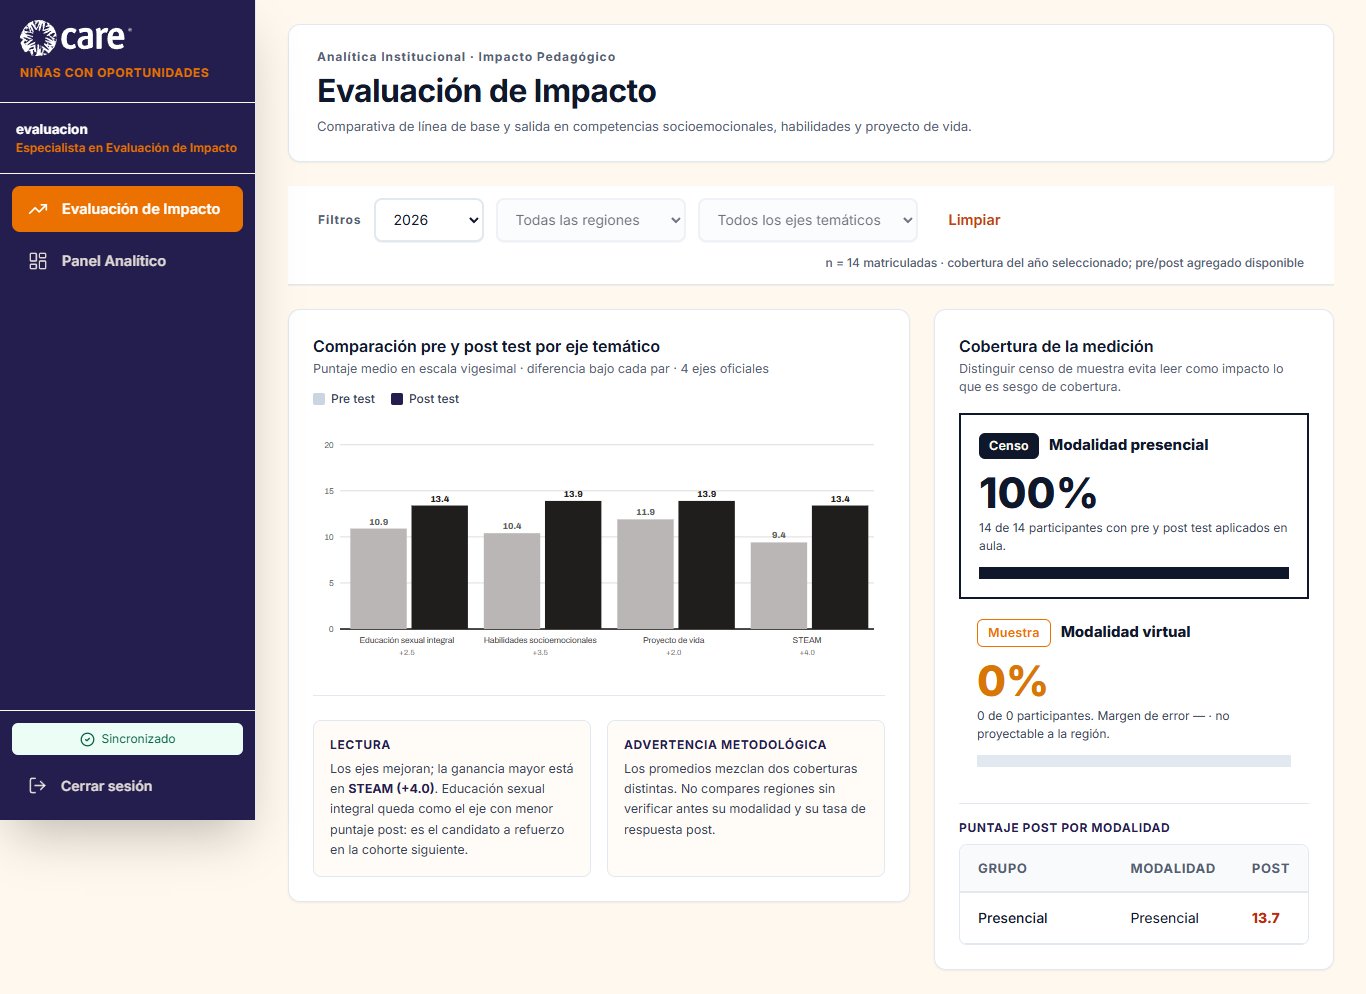 care
NIÑAS CON OPORTUNIDADES
evaluacion
Especialista en Evaluación de Impacto
Evaluación de Impacto
Panel Analítico
Sincronizado
Cerrar sesión
Analítica Institucional · Impacto Pedagógico
Evaluación de Impacto
Comparativa de línea de base y salida en competencias socioemocionales, habilidades y proyecto de vida.
Filtros
2026
Todas las regiones
Todos los ejes temáticos
Limpiar
n = 14 matriculadas · cobertura del año seleccionado; pre/post agregado disponible
Comparación pre y post test por eje temático
Puntaje medio en escala vigesimal · diferencia bajo cada par · 4 ejes oficiales
Pre test
Post test
20
15
10
5
0
10.9
13.4
10.4
13.9
11.9
13.9
9.4
13.4
Educación sexual integral
+2.5
Habilidades socioemocionales
+3.5
Proyecto de vida
+2.0
STEAM
+4.0
LECTURA
Los ejes mejoran; la ganancia mayor está
en STEAM (+4.0). Educación sexual
integral queda como el eje con menor
puntaje post: es el candidato a refuerzo
en la cohorte siguiente.
ADVERTENCIA METODOLÓGICA
Los promedios mezclan dos coberturas
distintas. No compares regiones sin
verificar antes su modalidad y su tasa de
respuesta post.
Cobertura de la medición
Distinguir censo de muestra evita leer como impacto lo
que es sesgo de cobertura.
Censo
Modalidad presencial
100%
14 de 14 participantes con pre y post test aplicados en
aula.
Muestra
Modalidad virtual
0%
0 de 0 participantes. Margen de error — · no
proyectable a la región.
PUNTAJE POST POR MODALIDAD
GRUPO MODALIDAD POST
Presencial Presencial 13.7